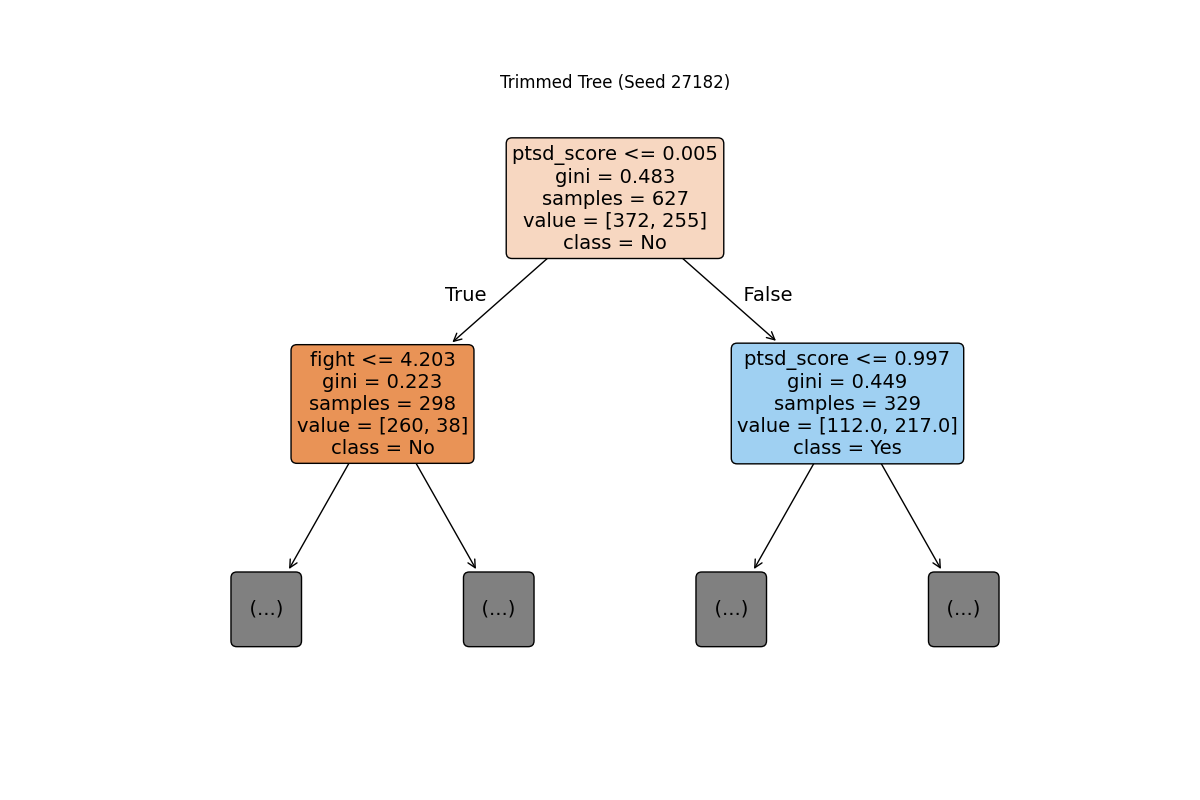 Trimmed Tree (Seed 27182)
ptsd_score <= 0.005
gini = 0.483
samples = 627
value = [372, 255]
class = No
True
False
fight <= 4.203
gini = 0.223
samples = 298
value = [260, 38]
class = No
ptsd_score <= 0.997
gini = 0.449
samples = 329
value = [112.0, 217.0]
class = Yes
(...)
(...)
(...)
(...)